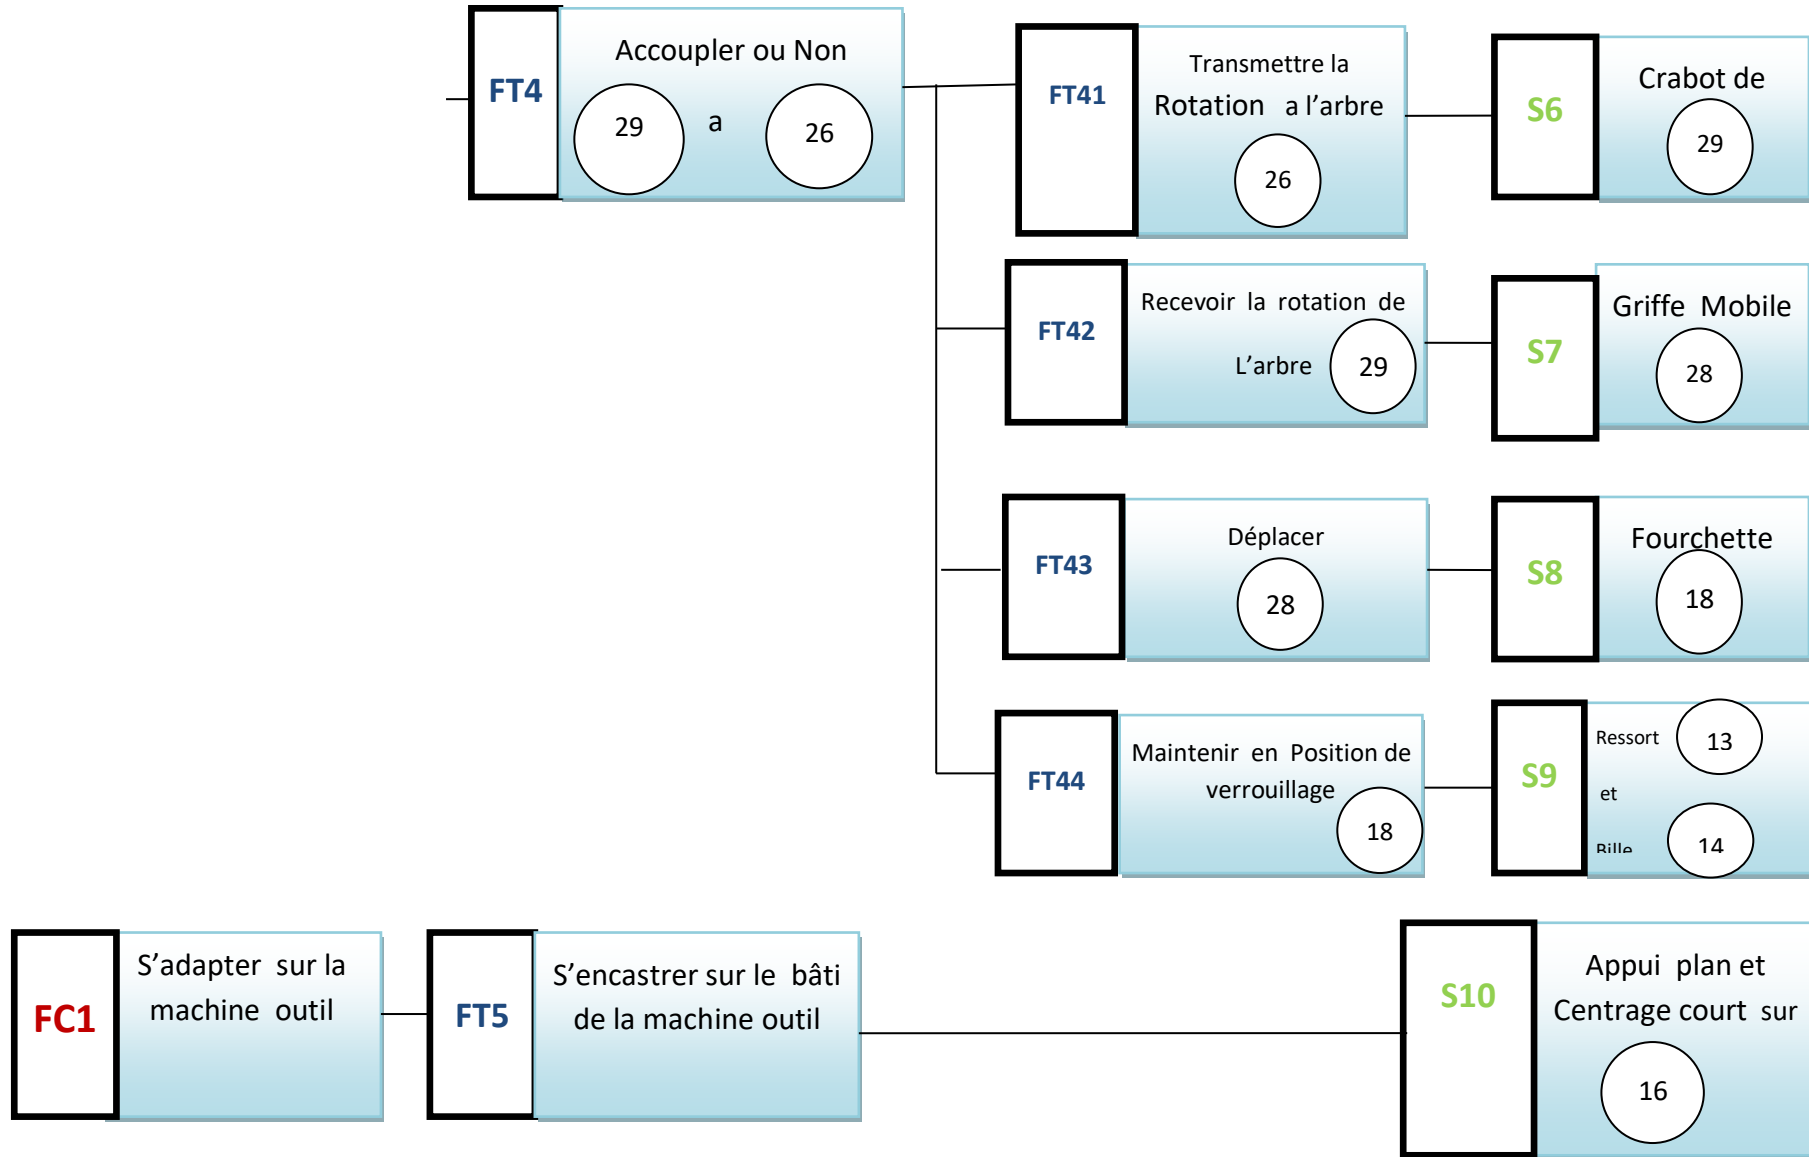 FT4
Accoupler ou Non
29
a
26
FT41
Transmettre la
Rotation a l’arbre
26
S6
Crabot de
29
FT42
Recevoir la rotation de
L’arbre
29
S7
Griffe Mobile
28
FT43
Déplacer
28
S8
Fourchette
18
FT44
Maintenir en Position de
verrouillage
18
S9
Ressort
13
et
Bille
14
FC1
S’adapter sur la
machine outil
FT5
S’encastrer sur le bâti
de la machine outil
S10
Appui plan et
Centrage court sur
16